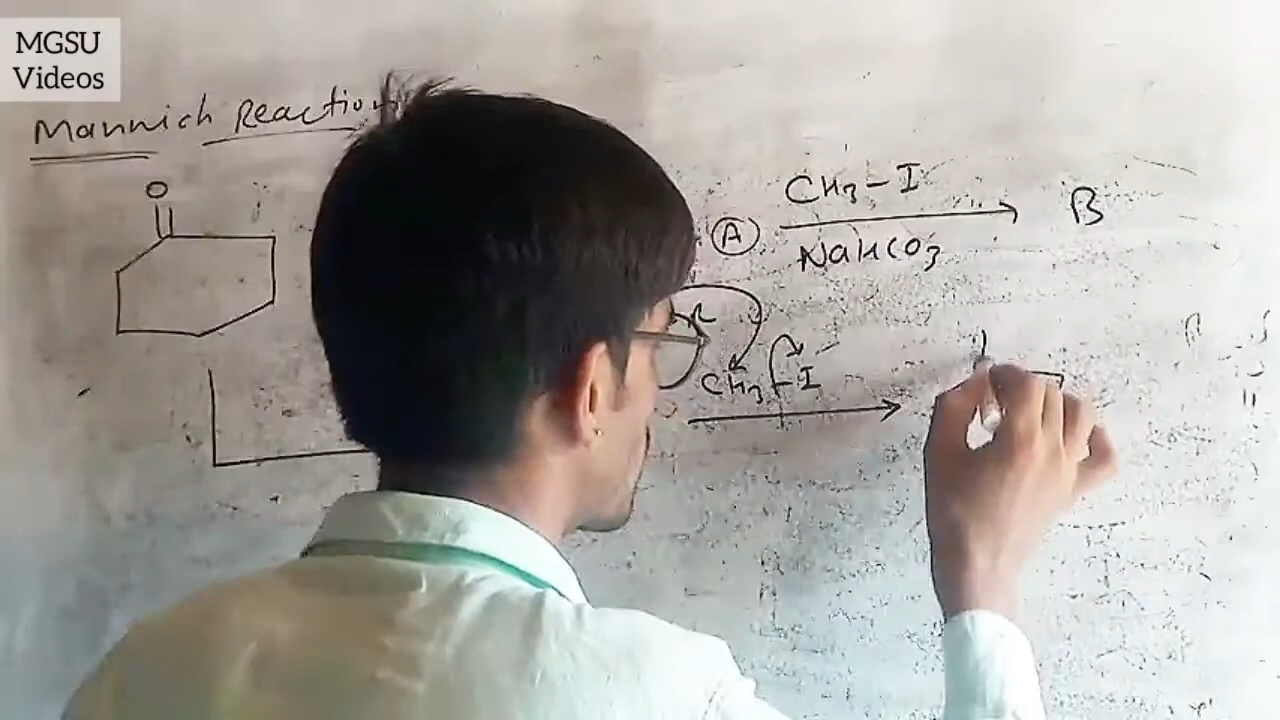 MGSU
Videos
Mannich Reaction
O
A CH3-I B
NaHCO3
CH3-I